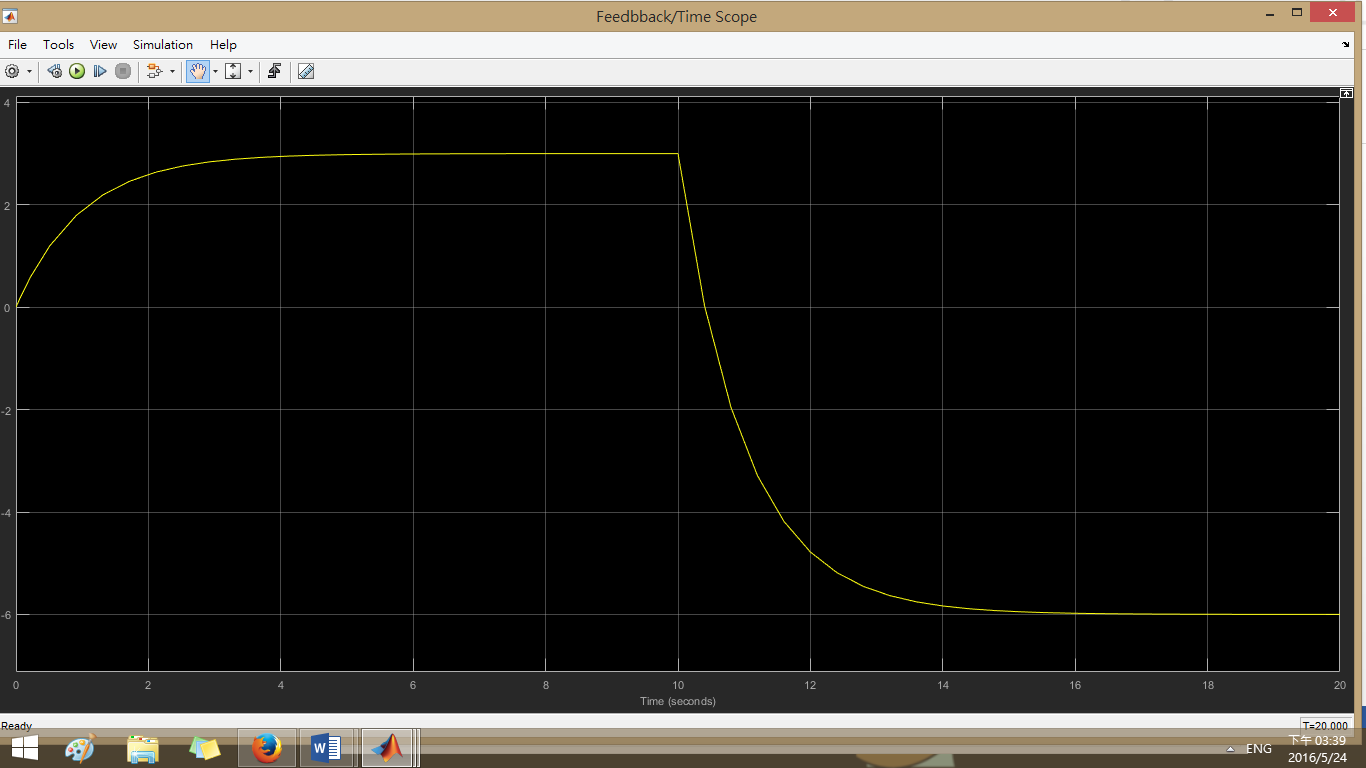 Feedbback/Time Scope
File Tools View Simulation Help
4
2
0
-2
-4
-6
0 2 4 6 8 10 12 14 16 18 20
Time (seconds)
Ready
T=20.000
ENG
下午 03:39
2016/5/24